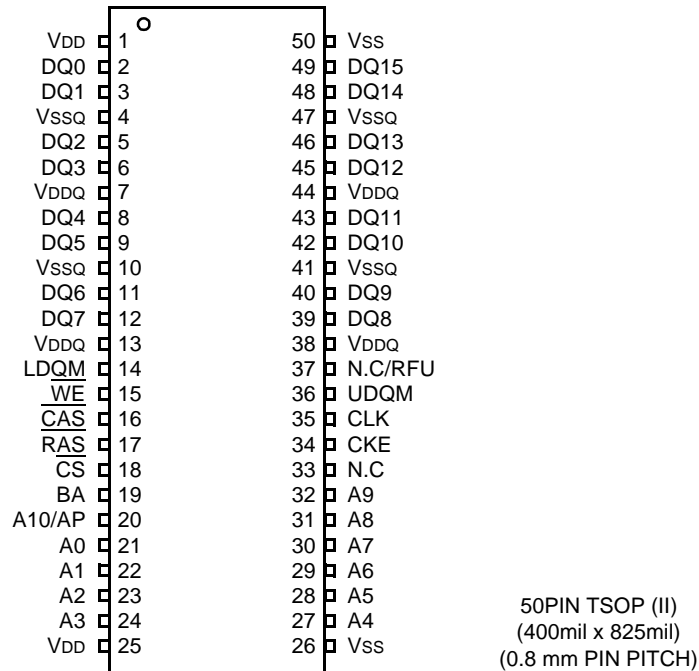 VDD 1 50 VSS
DQ0 2 49 DQ15
DQ1 3 48 DQ14
VSSQ 4 47 VSSQ
DQ2 5 46 DQ13
DQ3 6 45 DQ12
VDDQ 7 44 VDDQ
DQ4 8 43 DQ11
DQ5 9 42 DQ10
VSSQ 10 41 VSSQ
DQ6 11 40 DQ9
DQ7 12 39 DQ8
VDDQ 13 38 VDDQ
LDQM 14 37 N.C/RFU
WE 15 36 UDQM
CAS 16 35 CLK
RAS 17 34 CKE
CS 18 33 N.C
BA 19 32 A9
A10/AP 20 31 A8
A0 21 30 A7
A1 22 29 A6
A2 23 28 A5
A3 24 27 A4
VDD 25 26 VSS
50PIN TSOP (II)
(400mil x 825mil)
(0.8 mm PIN PITCH)